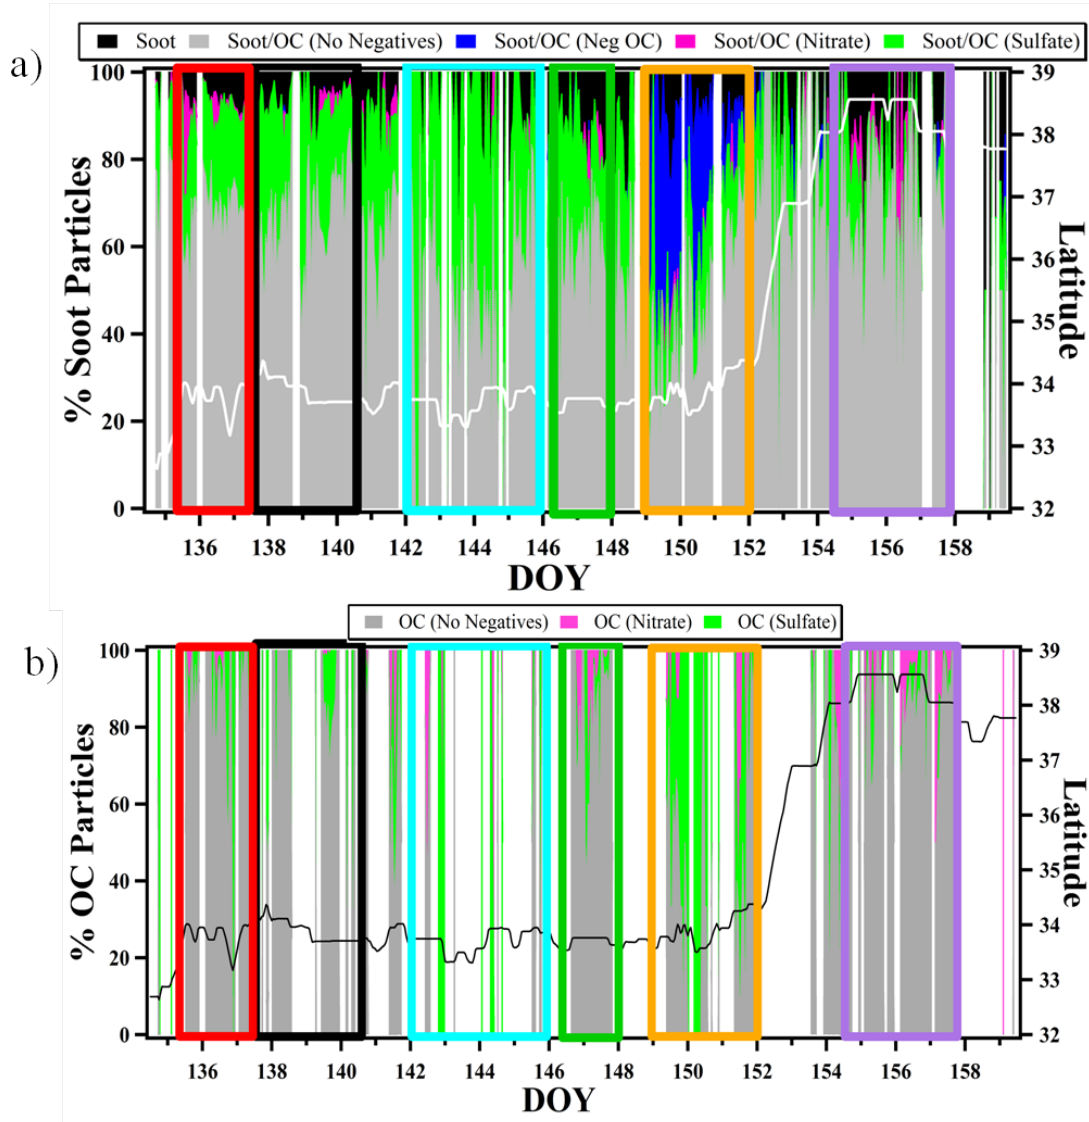 Soot Soot/OC (No Negatives) Soot/OC (Neg OC) Soot/OC (Nitrate) Soot/OC (Sulfate)
a)
100
80
60
40
20
0
% Soot Particles
39
38
37
36
35
34
33
32
Latitude
136 138 140 142 144 146 148 150 152 154 156 158
DOY
OC (No Negatives) OC (Nitrate) OC (Sulfate)
b)
100
80
60
40
20
0
% OC Particles
39
38
37
36
35
34
33
32
Latitude
136 138 140 142 144 146 148 150 152 154 156 158
DOY